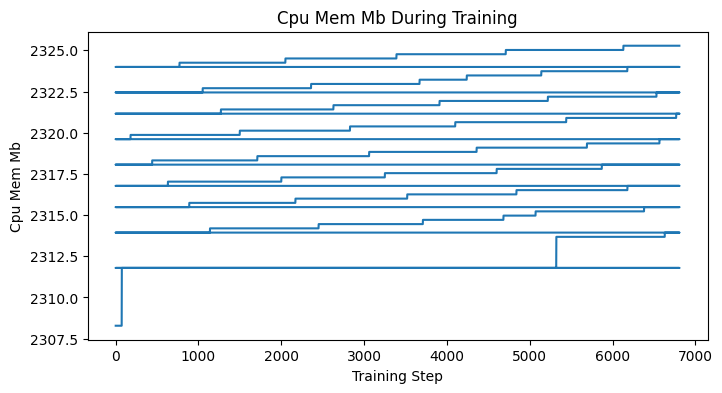 Cpu Mem Mb During Training
Cpu Mem Mb
2325.0
2322.5
2320.0
2317.5
2315.0
2312.5
2310.0
2307.5
0 1000 2000 3000 4000 5000 6000 7000
Training Step